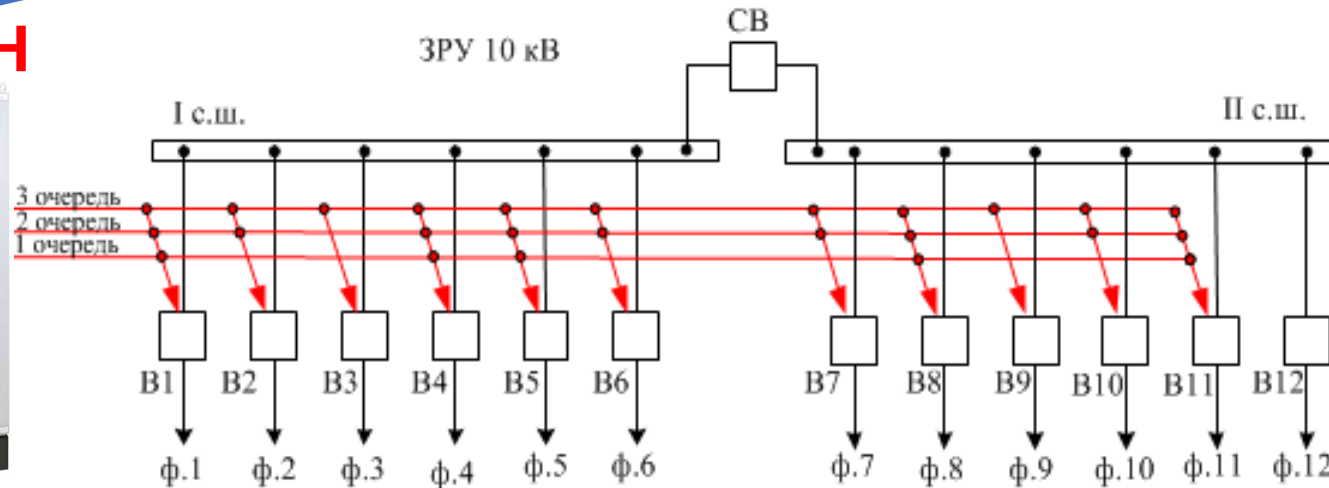 СВ
ЗРУ 10 кВ
I с.ш.
II с.ш.
3 очередь
2 очередь
1 очередь
В1 В2 В3 В4 В5 В6 В7 В8 В9 В10 В11 В12
ф.1 ф.2 ф.3 ф.4 ф.5 ф.6 ф.7 ф.8 ф.9 ф.10 ф.11 ф.12